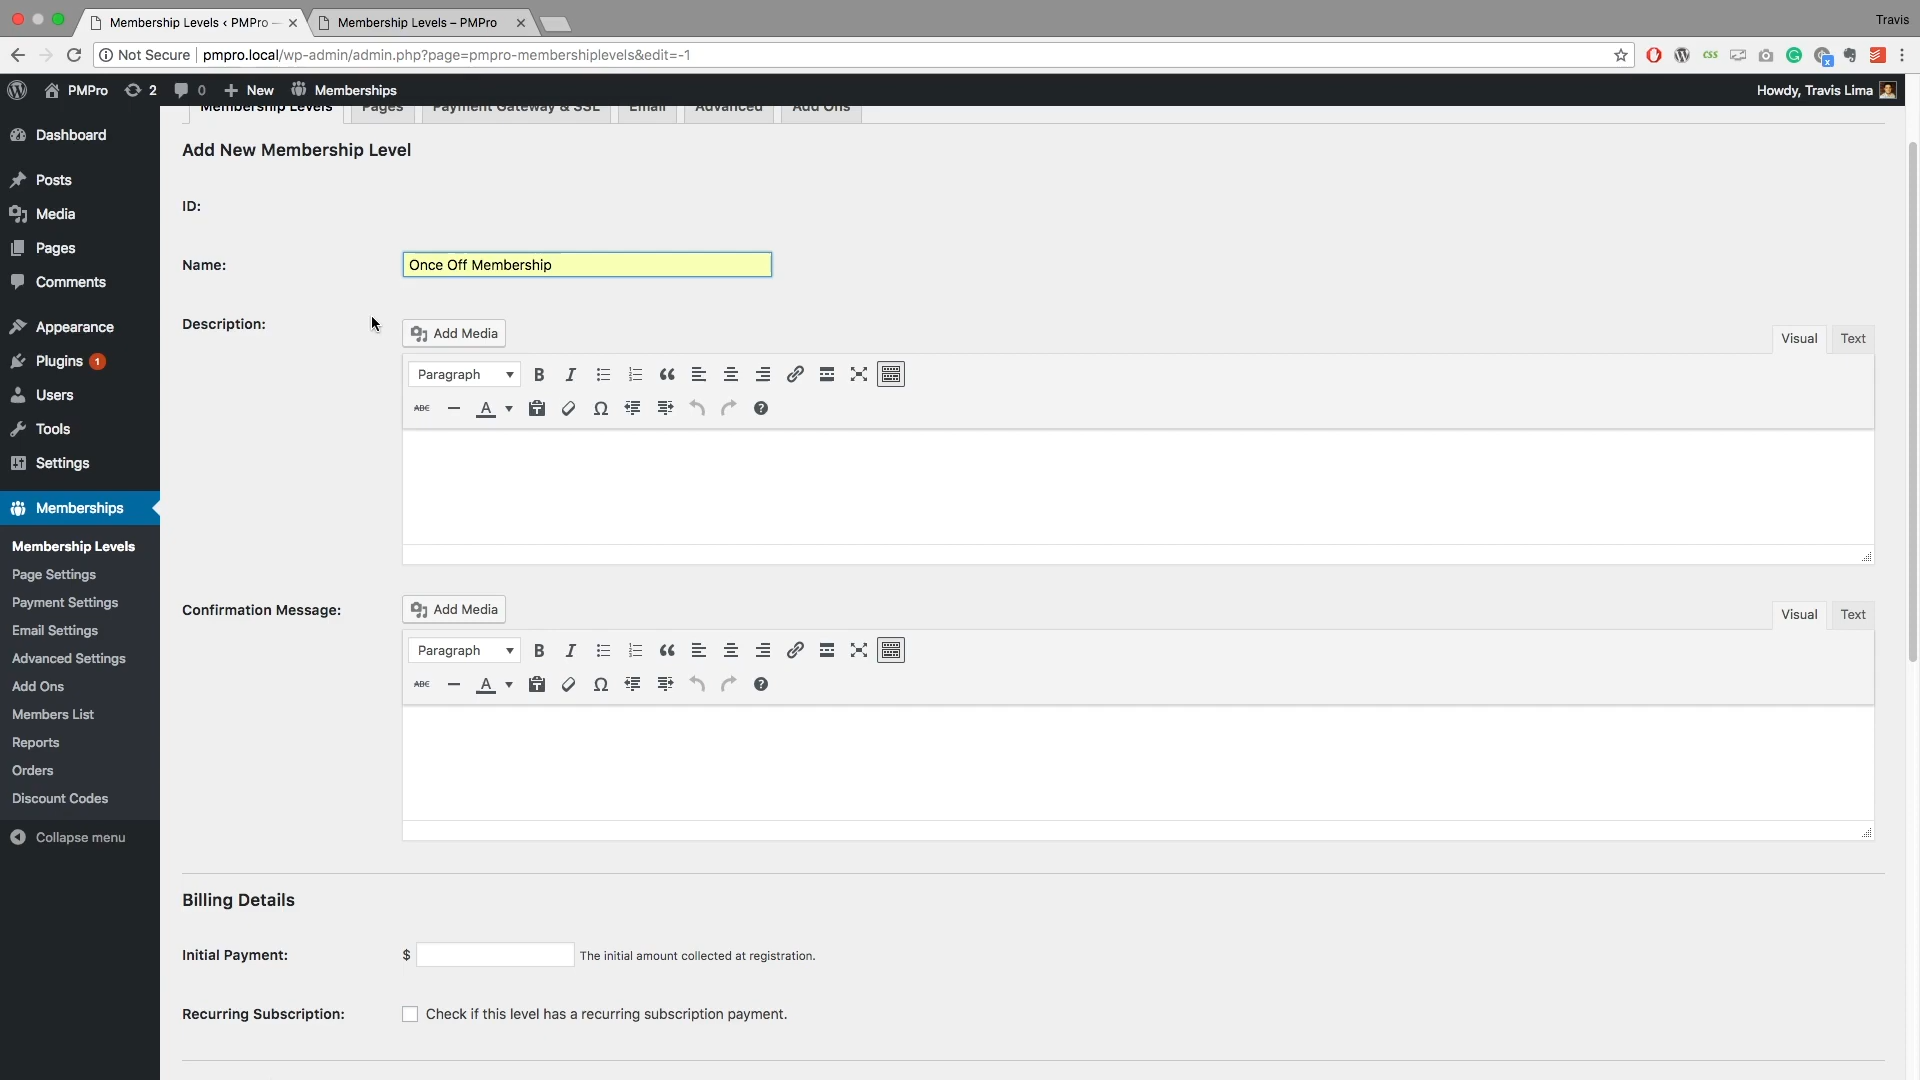 Membership Levels ‹ PMPro —
Membership Levels – PMPro
Travis
Not Secure
pmpro.local/wp-admin/admin.php?page=pmpro-membershiplevels&edit=-1
css
PMPro
2
0
New
Memberships
Howdy, Travis Lima
Membership Levels
Pages
Payment Gateway & SSL
Email
Advanced
Add Ons
Dashboard
Posts
Media
Pages
Comments
Appearance
Plugins 1
Users
Tools
Settings
Memberships
Membership Levels
Page Settings
Payment Settings
Email Settings
Advanced Settings
Add Ons
Members List
Reports
Orders
Discount Codes
Collapse menu
Add New Membership Level
ID:
Name:
Once Off Membership
Description:
Add Media
Visual
Text
Paragraph
B
I
ABC
A
Ω
Confirmation Message:
Add Media
Visual
Text
Paragraph
B
I
ABC
A
Ω
Billing Details
Initial Payment:
$
The initial amount collected at registration.
Recurring Subscription:
Check if this level has a recurring subscription payment.